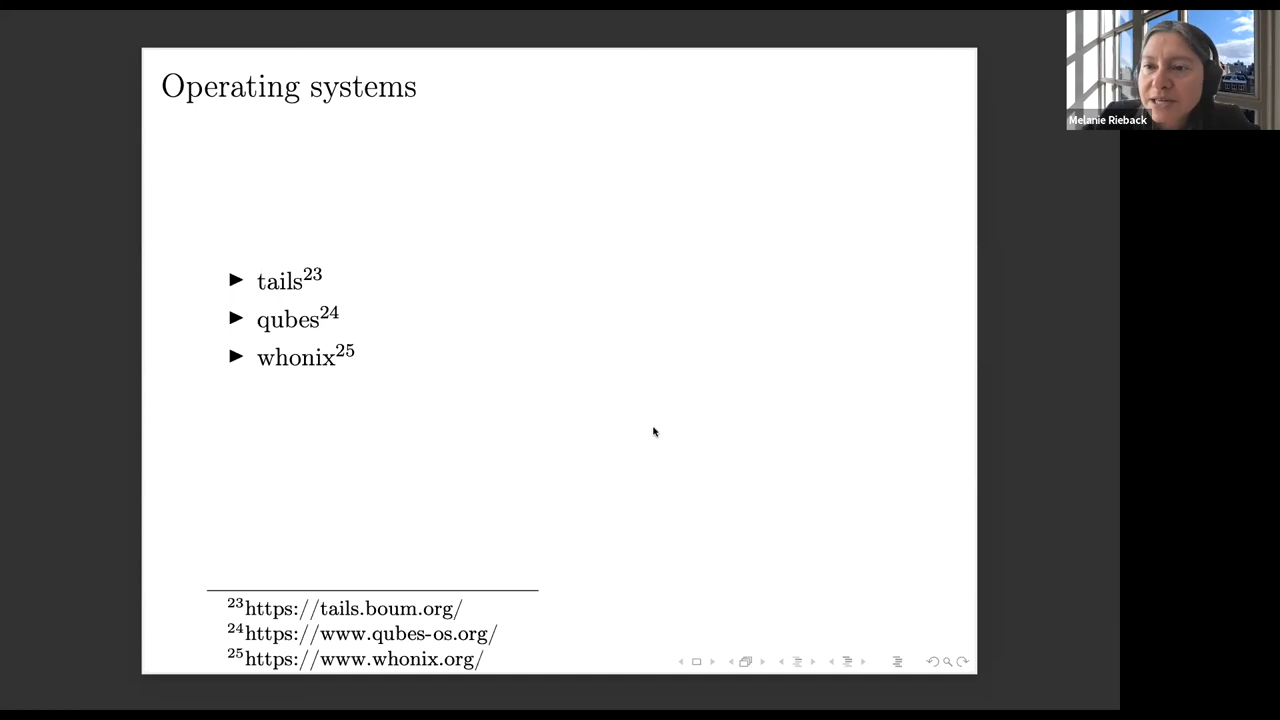 Operating systems
▶ tails23
▶ qubes24
▶ whonix25
23https://tails.boum.org/
24https://www.qubes-os.org/
25https://www.whonix.org/
Melanie Rieback